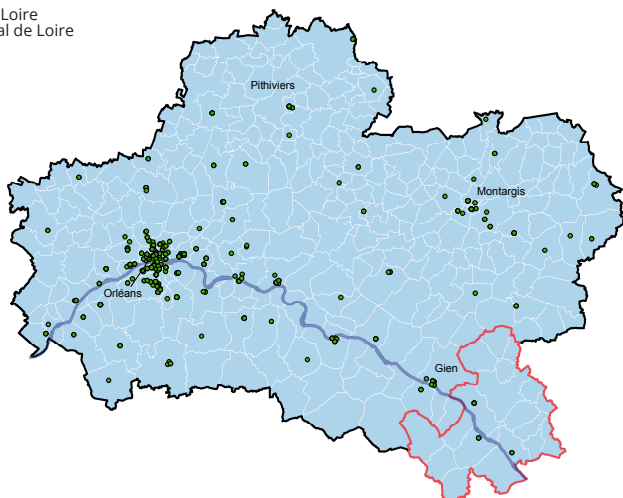 Loire
al de Loire
Pithiviers
Montargis
Orléans
Gien